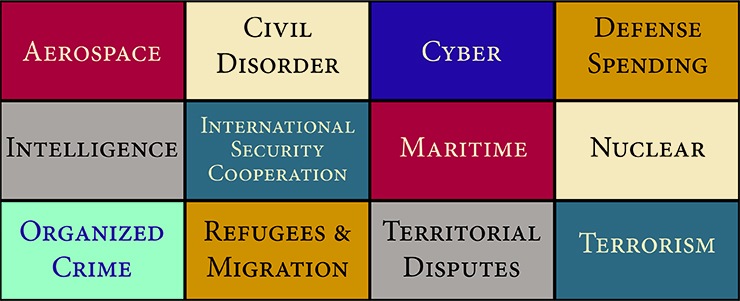 Aerospace
Civil
Disorder
Cyber
Defense
Spending
Intelligence
International
Security
Cooperation
Maritime
Nuclear
Organized
Crime
Refugees &
Migration
Territorial
Disputes
Terrorism